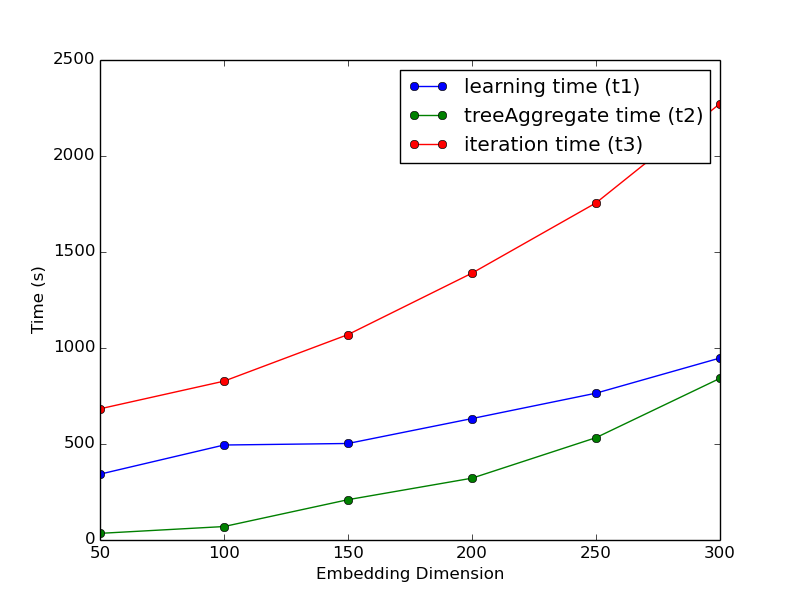 2500
2000
1500
1000
500
0
Time (s)
learning time (t1)
treeAggregate time (t2)
iteration time (t3)
50 100 150 200 250 300
Embedding Dimension